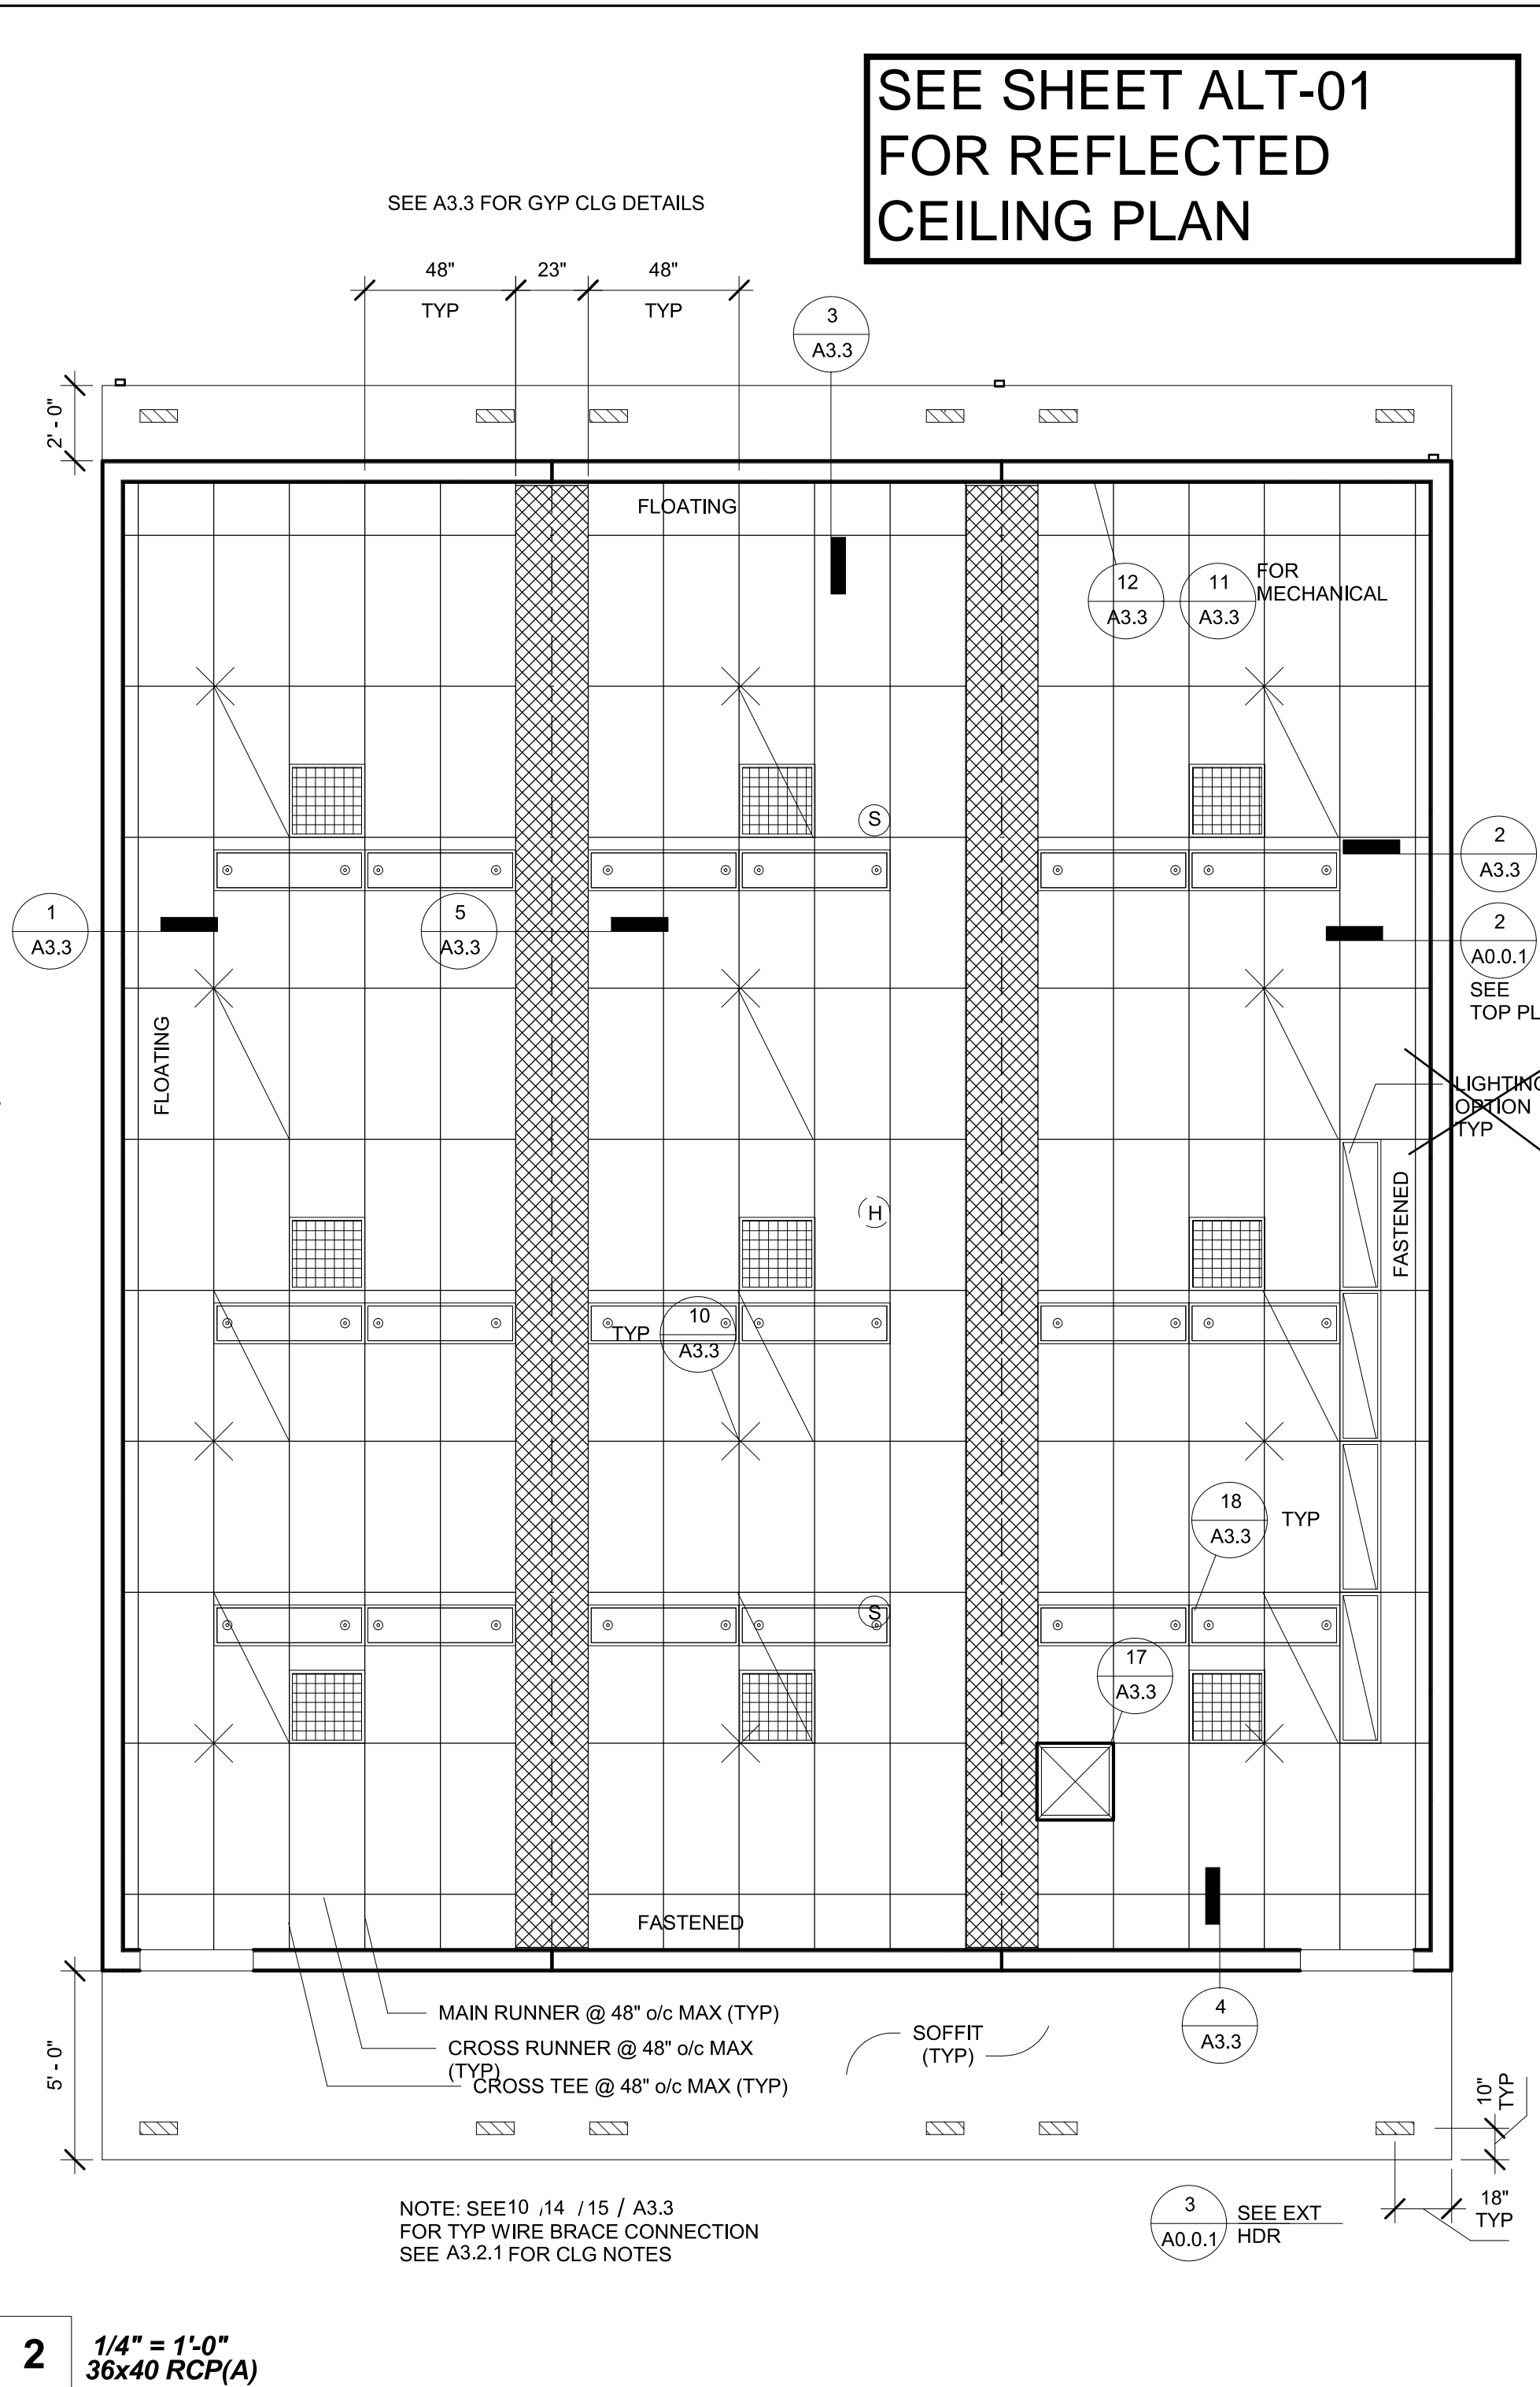 SEE SHEET ALT-01
FOR REFLECTED
CEILING PLAN
SEE A3.3 FOR GYP CLG DETAILS
48" 23" 48"
TYP TYP
3
A3.3
2' - 0"
FLOATING
12
A3.3
11
A3.3
FOR
MECHANICAL
S
2
A3.3
1
A3.3
5
A3.3
2
A0.0.1
SEE
TOP PL
FLOATING
LIGHTING
OPTION
TYP
FASTENED
H
TYP
10
A3.3
18
A3.3
TYP
S
17
A3.3
FASTENED
MAIN RUNNER @ 48" o/c MAX (TYP)
CROSS RUNNER @ 48" o/c MAX
(TYP)
CROSS TEE @ 48" o/c MAX (TYP)
SOFFIT
(TYP)
4
A3.3
5' - 0"
10"
TYP
18"
TYP
NOTE: SEE 10 / 14 / 15 / A3.3
FOR TYP WIRE BRACE CONNECTION
SEE A3.2.1 FOR CLG NOTES
3
A0.0.1
SEE EXT
HDR
2
1/4" = 1'-0"
36x40 RCP(A)